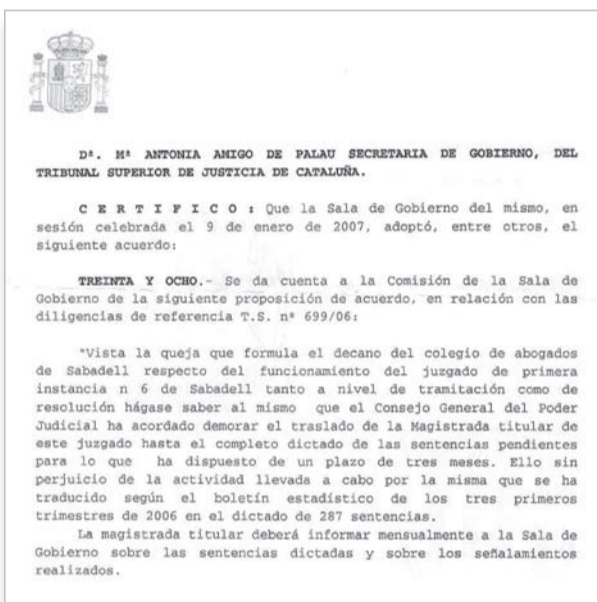 Dª. Mª ANTONIA AMIGO DE PALAU SECRETARIA DE GOBIERNO, DEL
TRIBUNAL SUPERIOR DE JUSTICIA DE CATALUÑA.
C E R T I F I C O : Que la Sala de Gobierno del mismo, en
sesión celebrada el 9 de enero de 2007, adoptó, entre otros, el
siguiente acuerdo:
TREINTA Y OCHO.- Se da cuenta a la Comisión de la Sala de
Gobierno de la siguiente proposición de acuerdo, en relación con las
diligencias de referencia T.S. nº 699/06:
"Vista la queja que formula el decano del colegio de abogados
de Sabadell respecto del funcionamiento del juzgado de primera
instancia n 6 de Sabadell tanto a nivel de tramitación como de
resolución hágase saber al mismo que el Consejo General del Poder
Judicial ha acordado demorar el traslado de la Magistrada titular de
este juzgado hasta el completo dictado de las sentencias pendientes
para lo que ha dispuesto de un plazo de tres meses. Ello sin
perjuicio de la actividad llevada a cabo por la misma que se ha
traducido según el boletín estadístico de los tres primeros
trimestres de 2006 en el dictado de 287 sentencias.
La magistrada titular deberá informar mensualmente a la Sala de
Gobierno sobre las sentencias dictadas y sobre los señalamientos
realizados.